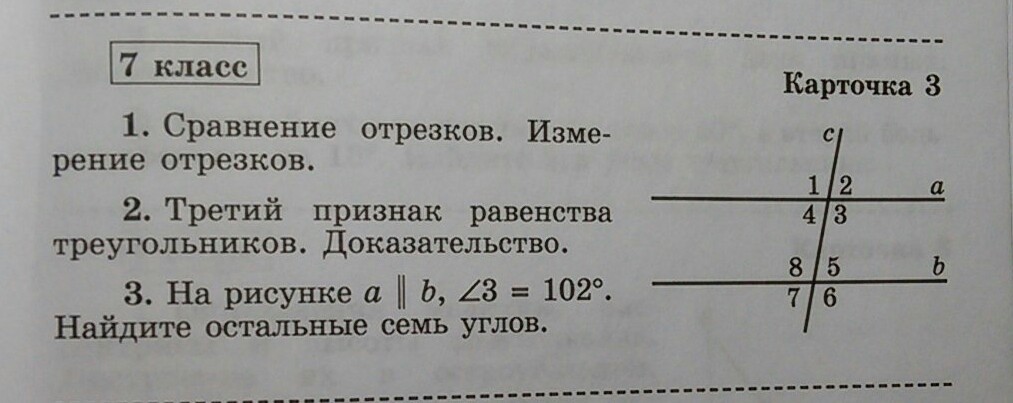 7 класс
Карточка 3
1. Сравнение отрезков. Изме-
рение отрезков.
2. Третий признак равенства
треугольников. Доказательство.
3. На рисунке a ∥ b, ∠3 = 102°.
Найдите остальные семь углов.
c
1 2 a
4 3
8 5 b
7 6